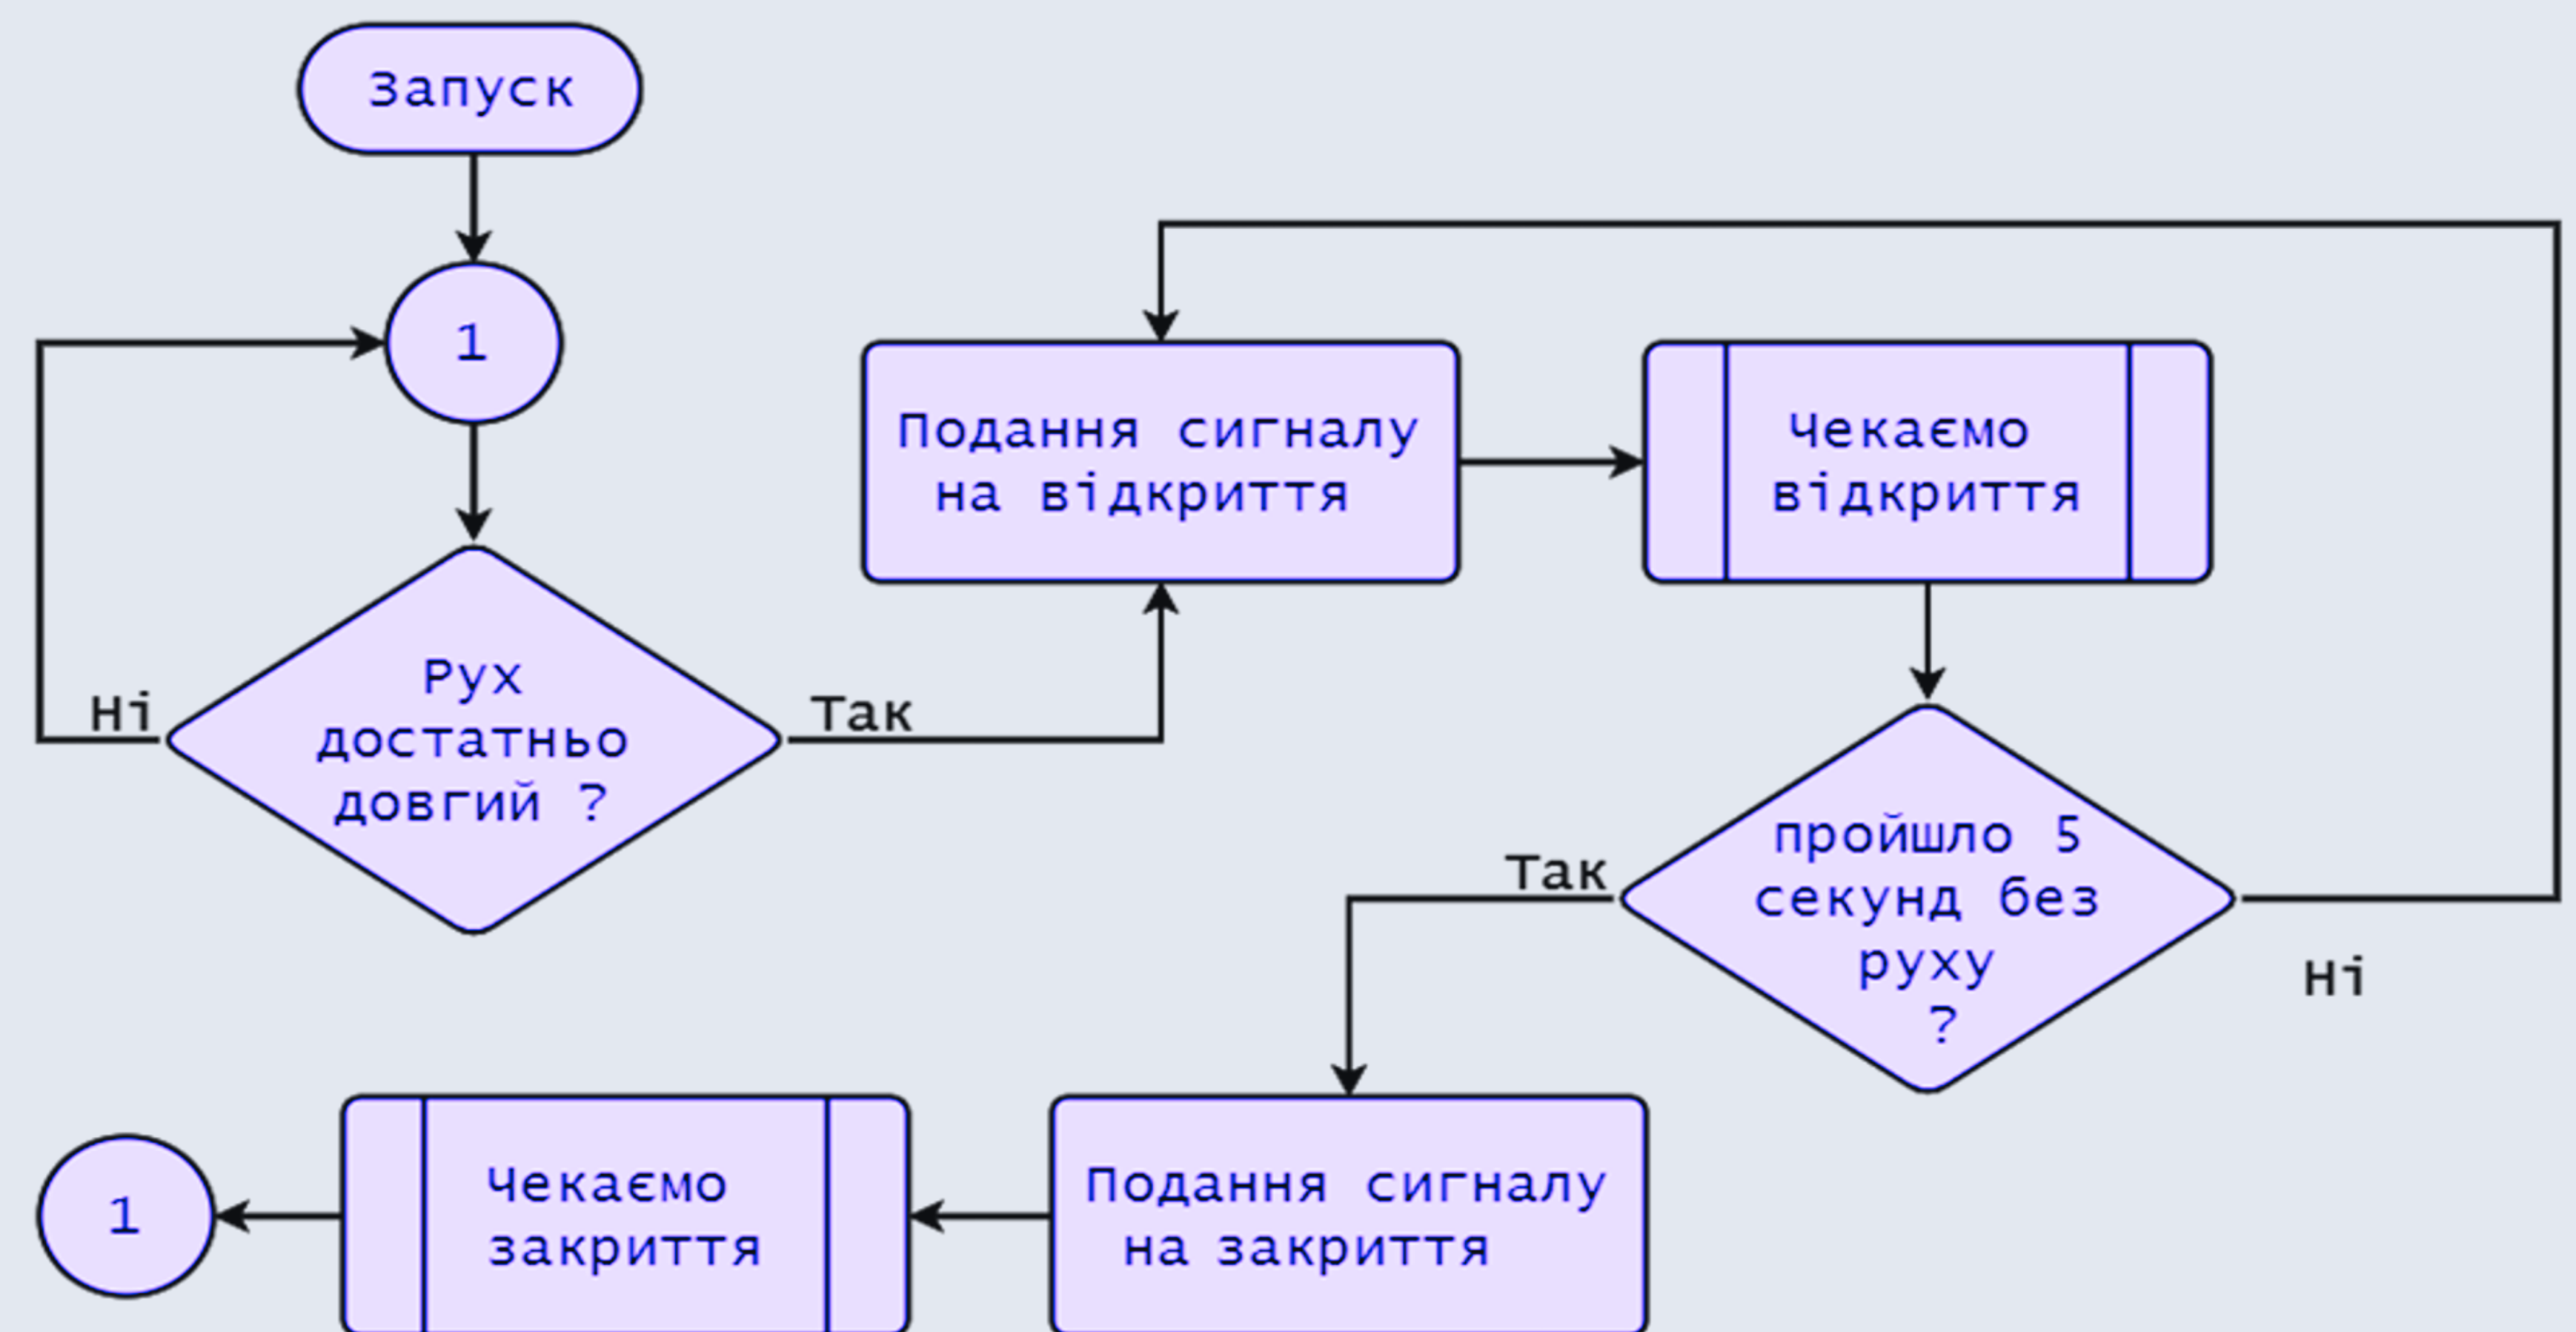 Запуск
1
Рух
достатньо
довгий ?
Ні
Так
Подання сигналу
на відкриття
Чекаємо
відкриття
пройшло 5
секунд без
руху
?
Так
Ні
Подання сигналу
на закриття
Чекаємо
закриття
1